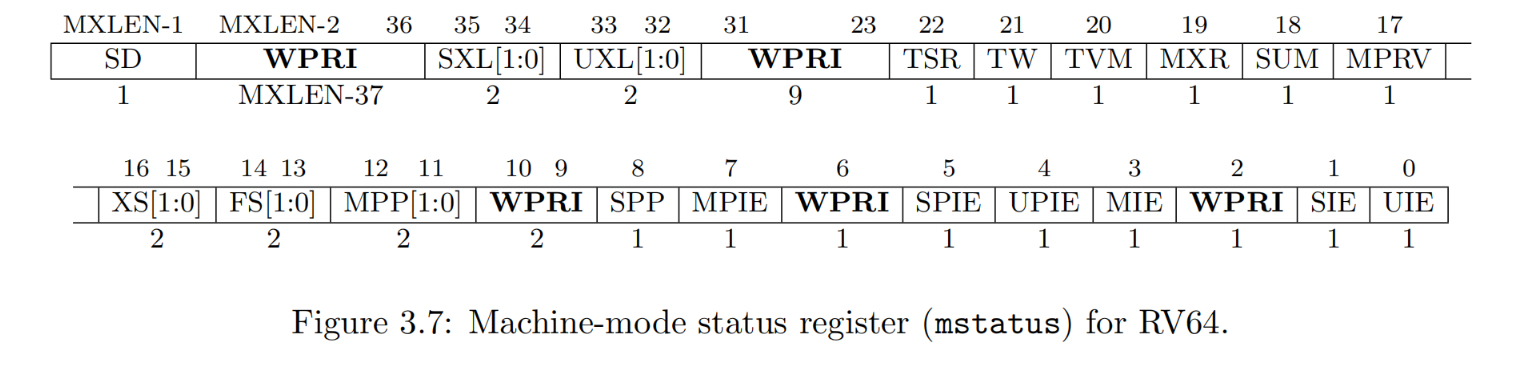 MXLEN-1 MXLEN-2 36 35 34 33 32 31 23 22 21 20 19 18 17
SD WPRI SXL[1:0] UXL[1:0] WPRI TSR TW TVM MXR SUM MPRV
1 MXLEN-37 2 2 9 1 1 1 1 1 1
16 15 14 13 12 11 10 9 8 7 6 5 4 3 2 1 0
XS[1:0] FS[1:0] MPP[1:0] WPRI SPP MPIE WPRI SPIE UPIE MIE WPRI SIE UIE
2 2 2 2 1 1 1 1 1 1 1 1 1
Figure 3.7: Machine-mode status register (mstatus) for RV64.